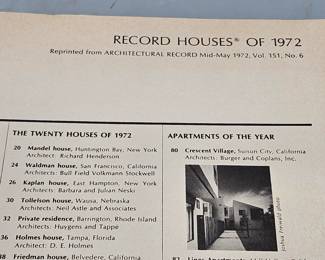 RECORD HOUSES® OF 1972
Reprinted from ARCHITECTURAL RECORD Mid-May 1972, Vol. 151, No. 6
THE TWENTY HOUSES OF 1972
20 Mandel house, Huntington Bay, New York
Architect: Richard Henderson
24 Waldman house, San Francisco, California
Architects: Bull Field Volkmann Stockwell
26 Kaplan house, East Hampton, New York
Architects: Barbara and Julian Neski
30 Tollelson house, Wausa, Nebraska
Architects: Neil Astle and Associates
32 Private residence, Barrington, Rhode Island
Architects: Huygens and Tappe
36 Holmes house, Tampa, Florida
Architect: D. E. Holmes
38 Friedman house, Belvedere, California
APARTMENTS OF THE YEAR
80 Crescent Village, Suisun City, California
Architects: Burger and Coplans, Inc.
Joshua Freiwald photo
82